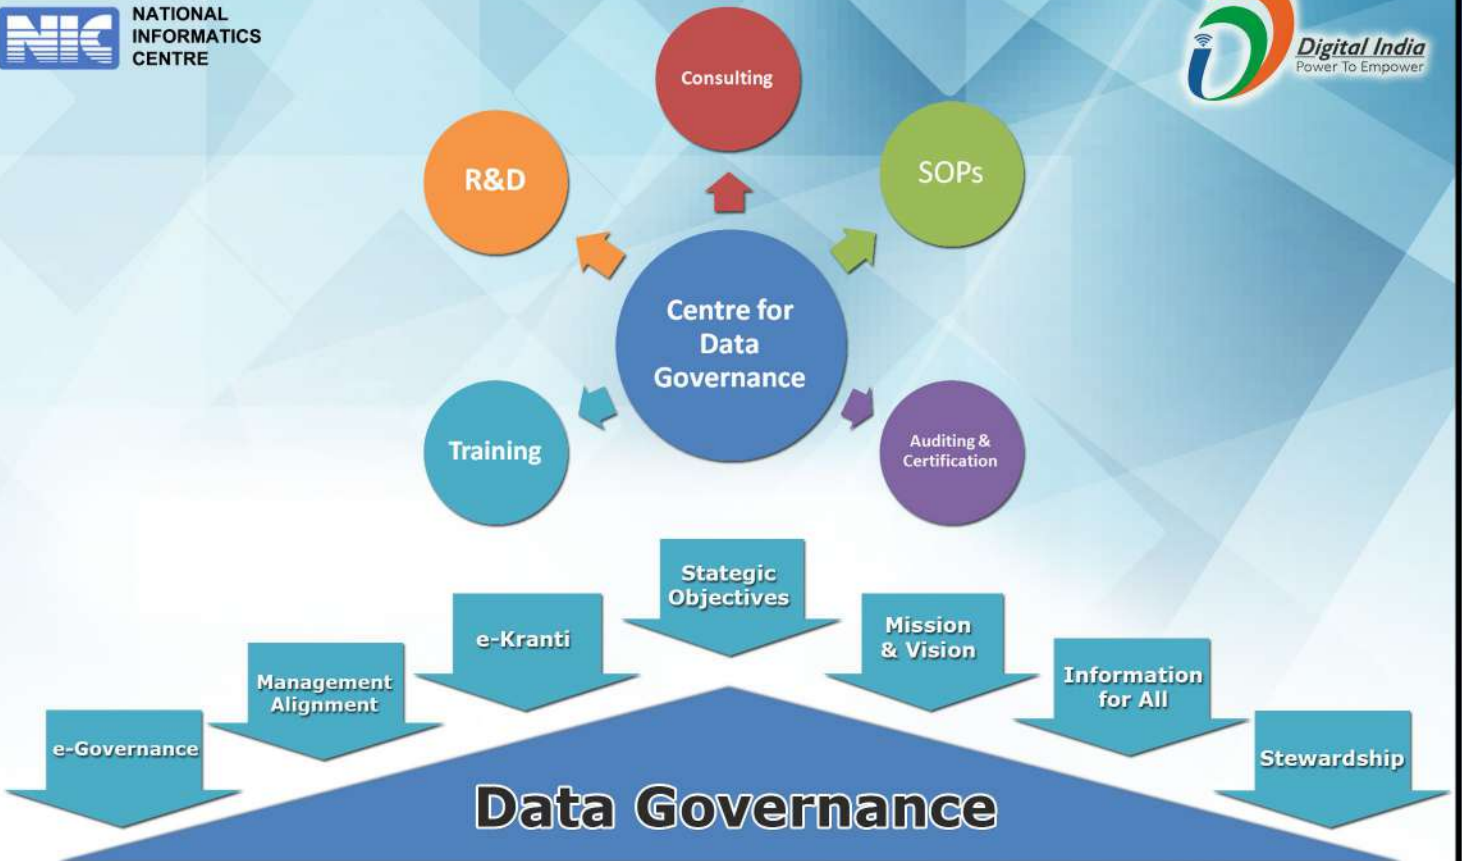 NIC
NATIONAL
INFORMATICS
CENTRE
Digital India
Power To Empower
Consulting
R&D
SOPs
Centre for
Data
Governance
Training
Auditing &
Certification
Stategic
Objectives
e-Kranti
Mission
& Vision
Management
Alignment
Information
for All
e-Governance
Stewardship
Data Governance